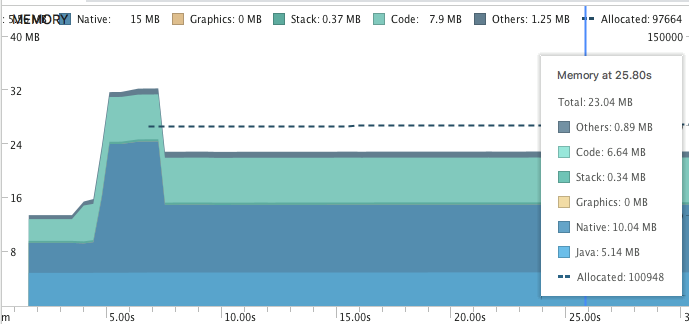 MEMORY Native: 15 MB Graphics: 0 MB Stack: 0.37 MB Code: 7.9 MB Others: 1.25 MB Allocated: 97664
40 MB 150000
32
24
16
8
Memory at 25.80s
Total: 23.04 MB
Others: 0.89 MB
Code: 6.64 MB
Stack: 0.34 MB
Graphics: 0 MB
Native: 10.04 MB
Java: 5.14 MB
Allocated: 100948
m 5.00s 10.00s 15.00s 20.00s 25.00s 3